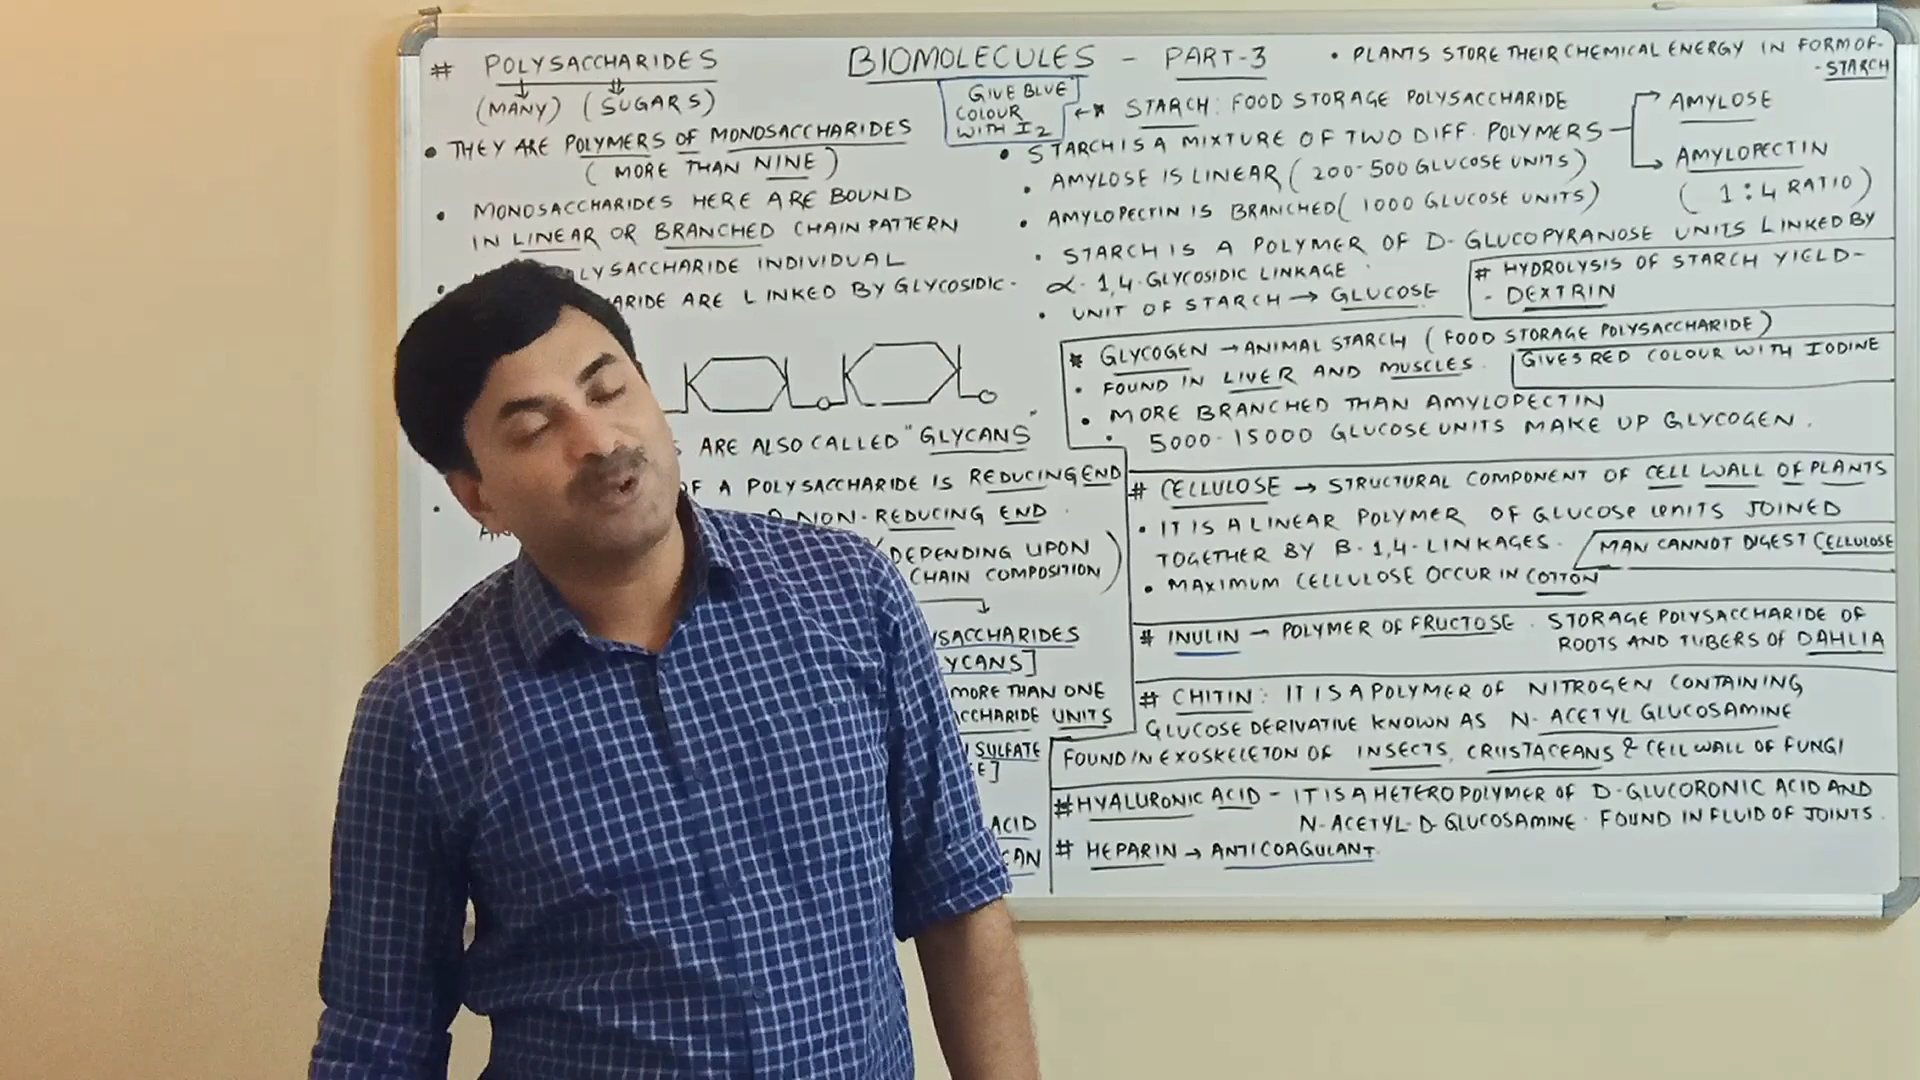 # POLYSACCHARIDES
(MANY) (SUGARS)
• THEY ARE POLYMERS OF MONOSACCHARIDES
( MORE THAN NINE )
• MONOSACCHARIDES HERE ARE BOUND
IN LINEAR OR BRANCHED CHAIN PATTERN
LYSACCHARIDE INDIVIDUAL
ARIDE ARE LINKED BY GLYCOSIDIC-
ARE ALSO CALLED "GLYCANS"
OF A POLYSACCHARIDE IS REDUCING END
NON-REDUCING END
(DEPENDING UPON
CHAIN COMPOSITION)
YSACCHARIDES
YCANS]
MORE THAN ONE
CCHARIDE UNITS
SULFATE
E]
ACID
CAN
BIOMOLECULES - PART-3
• PLANTS STORE THEIR CHEMICAL ENERGY IN FORM OF-
- STARCH
GIVE BLUE
COLOUR
WITH I2
←* STARCH: FOOD STORAGE POLYSACCHARIDE
• STARCH IS A MIXTURE OF TWO DIFF. POLYMERS
→ AMYLOSE
→ AMYLOPECTIN
( 1:4 RATIO )
• AMYLOSE IS LINEAR ( 200-500 GLUCOSE UNITS )
• AMYLOPECTIN IS BRANCHED ( 1000 GLUCOSE UNITS )
• STARCH IS A POLYMER OF D-GLUCOPYRANOSE UNITS LINKED BY
α-1,4-GLYCOSIDIC LINKAGE
• UNIT OF STARCH → GLUCOSE
# HYDROLYSIS OF STARCH YIELD-
- DEXTRIN
* GLYCOGEN → ANIMAL STARCH ( FOOD STORAGE POLYSACCHARIDE )
• FOUND IN LIVER AND MUSCLES.
GIVES RED COLOUR WITH IODINE
• MORE BRANCHED THAN AMYLOPECTIN
• 5000-15000 GLUCOSE UNITS MAKE UP GLYCOGEN.
# CELLULOSE → STRUCTURAL COMPONENT OF CELL WALL OF PLANTS
• IT IS A LINEAR POLYMER OF GLUCOSE UNITS JOINED
TOGETHER BY B-1,4-LINKAGES.
MAN CANNOT DIGEST CELLULOSE
• MAXIMUM CELLULOSE OCCUR IN COTTON
# INULIN - POLYMER OF FRUCTOSE. STORAGE POLYSACCHARIDE OF
ROOTS AND TUBERS OF DAHLIA
# CHITIN: IT IS A POLYMER OF NITROGEN CONTAINING
GLUCOSE DERIVATIVE KNOWN AS N-ACETYL GLUCOSAMINE
FOUND IN EXOSKELETON OF INSECTS, CRUSTACEANS & CELL WALL OF FUNGI
# HYALURONIC ACID - IT IS A HETEROPOLYMER OF D-GLUCORONIC ACID AND
N-ACETYL-D-GLUCOSAMINE. FOUND IN FLUID OF JOINTS.
# HEPARIN → ANTICOAGULANT.